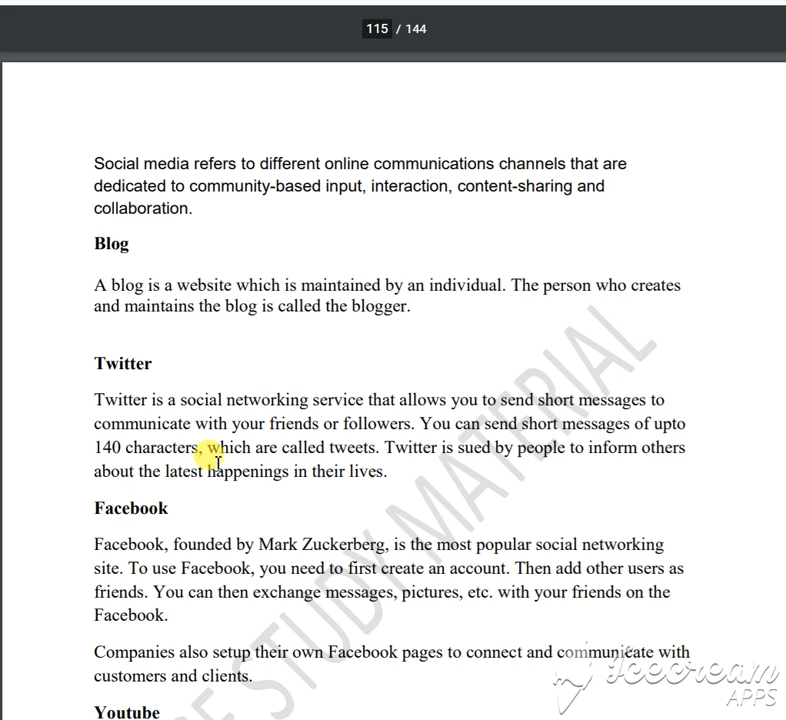 115 / 144
Social media refers to different online communications channels that are
dedicated to community-based input, interaction, content-sharing and
collaboration.
Blog
A blog is a website which is maintained by an individual. The person who creates
and maintains the blog is called the blogger.
Twitter
Twitter is a social networking service that allows you to send short messages to
communicate with your friends or followers. You can send short messages of upto
140 characters, which are called tweets. Twitter is sued by people to inform others
about the latest happenings in their lives.
Facebook
Facebook, founded by Mark Zuckerberg, is the most popular social networking
site. To use Facebook, you need to first create an account. Then add other users as
friends. You can then exchange messages, pictures, etc. with your friends on the
Facebook.
Companies also setup their own Facebook pages to connect and communicate with
customers and clients.
Youtube
STUDY MATERIAL
Icecream
APPS